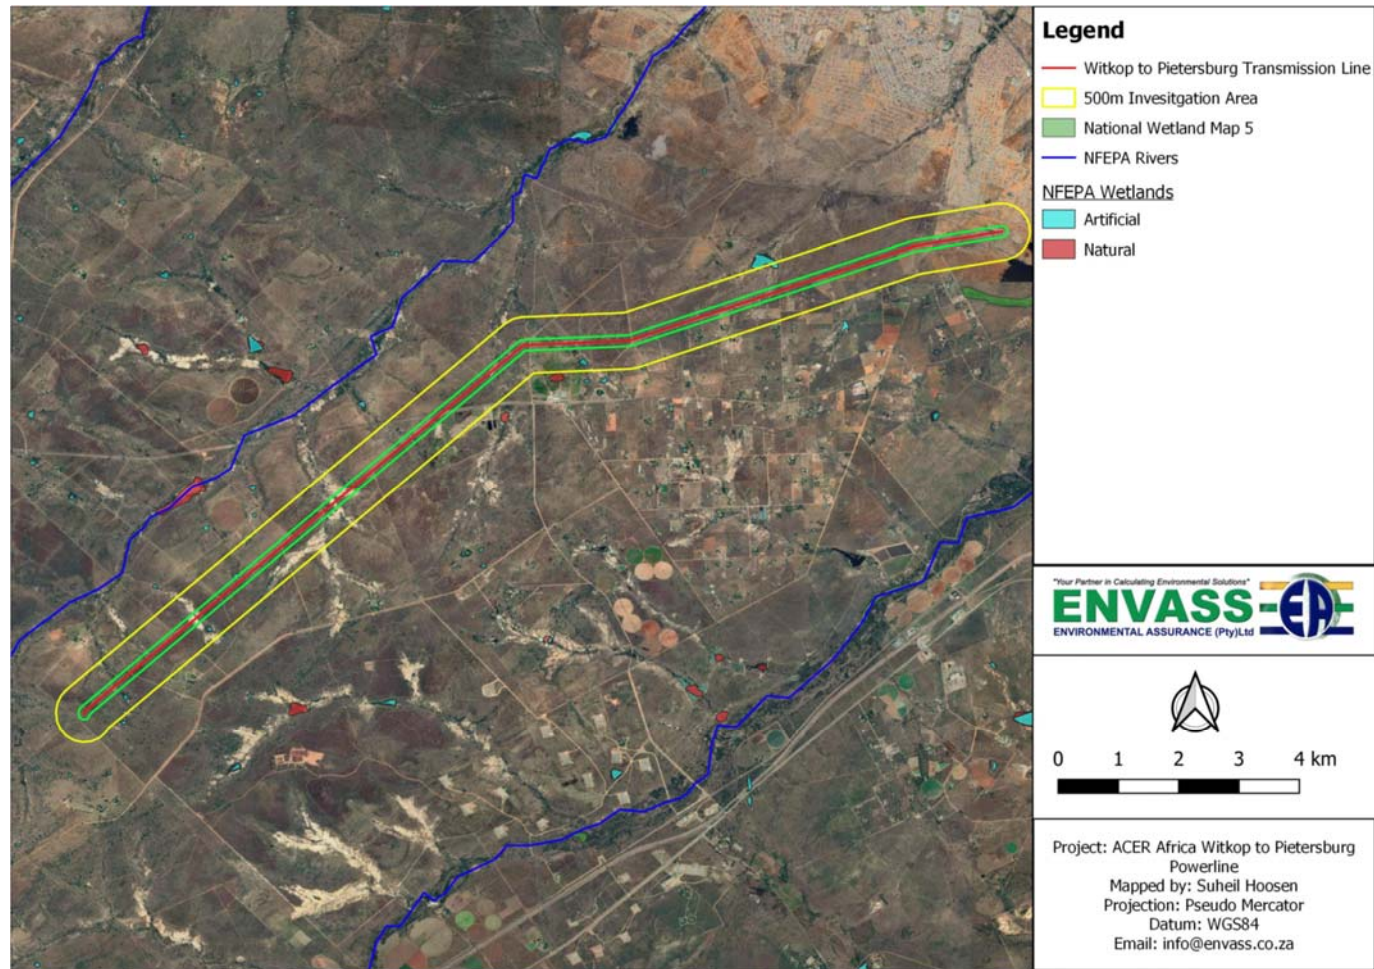 Legend
Witkop to Pietersburg Transmission Line
500m Invesitgation Area
National Wetland Map 5
NFEPA Rivers
NFEPA Wetlands
Artificial
Natural
"Your Partner in Calculating Environmental Solutions"
ENVASS
ENVIRONMENTAL ASSURANCE (Pty)Ltd
EA
0 1 2 3 4 km
Project: ACER Africa Witkop to Pietersburg
Powerline
Mapped by: Suheil Hoosen
Projection: Pseudo Mercator
Datum: WGS84
Email: info@envass.co.za